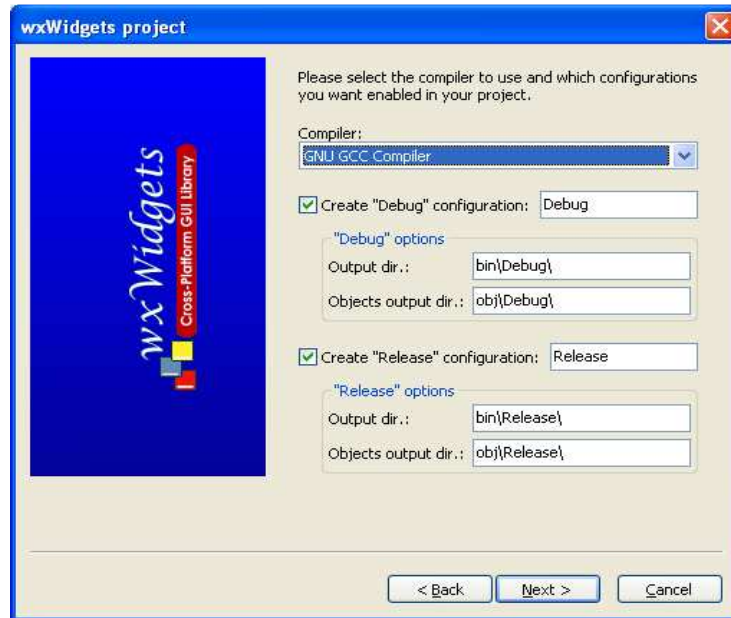 wxWidgets project
wxWidgets
Cross-Platform GUI Library
Please select the compiler to use and which configurations
you want enabled in your project.
Compiler:
GNU GCC Compiler
Create "Debug" configuration: Debug
"Debug" options
Output dir.: bin\Debug\
Objects output dir.: obj\Debug\
Create "Release" configuration: Release
"Release" options
Output dir.: bin\Release\
Objects output dir.: obj\Release\
< Back Next > Cancel